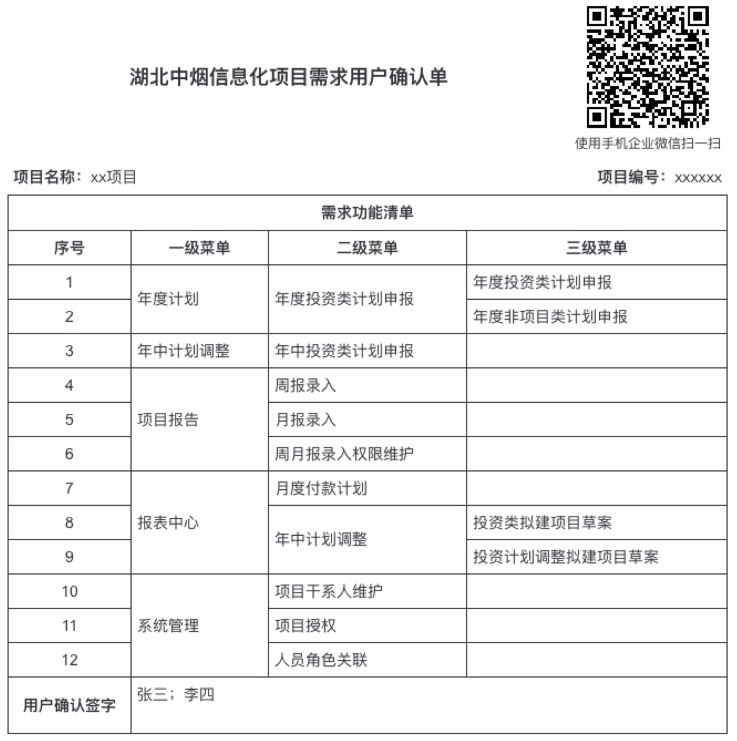 湖北中烟信息化项目需求用户确认单
使用手机企业微信扫一扫
项目名称：xx项目 项目编号：xxxxxx
需求功能清单
序号 一级菜单 二级菜单 三级菜单
1 年度计划 年度投资类计划申报 年度投资类计划申报
2 年度非项目类计划申报
3 年中计划调整 年中投资类计划申报
4 项目报告 周报录入
5 月报录入
6 周月报录入权限维护
7 报表中心 月度付款计划
8 年中计划调整 投资类拟建项目草案
9 投资计划调整拟建项目草案
10 系统管理 项目干系人维护
11 项目授权
12 人员角色关联
用户确认签字 张三；李四